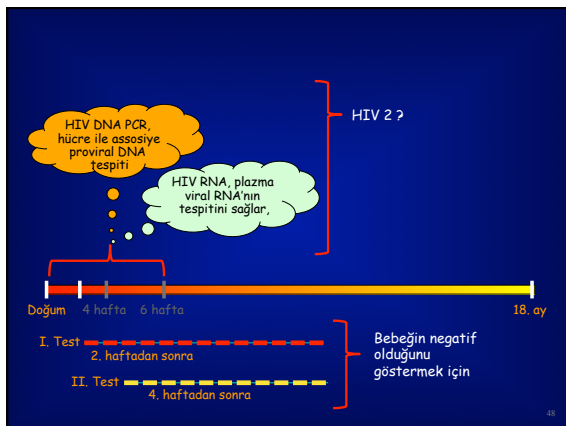 HIV DNA PCR,
hücre ile assosiye
proviral DNA
tespiti
HIV 2 ?
HIV RNA, plazma
viral RNA’nın
tespitini sağlar,
Doğum 4 hafta 6 hafta 18. ay
I. Test
2. haftadan sonra
II. Test
4. haftadan sonra
Bebeğin negatif
olduğunu
göstermek için
48